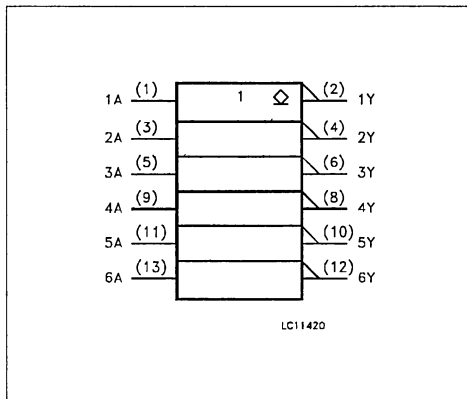 1A (1) 1 ◇ (2) 1Y
2A (3) (4) 2Y
3A (5) (6) 3Y
4A (9) (8) 4Y
5A (11) (10) 5Y
6A (13) (12) 6Y
LC11420